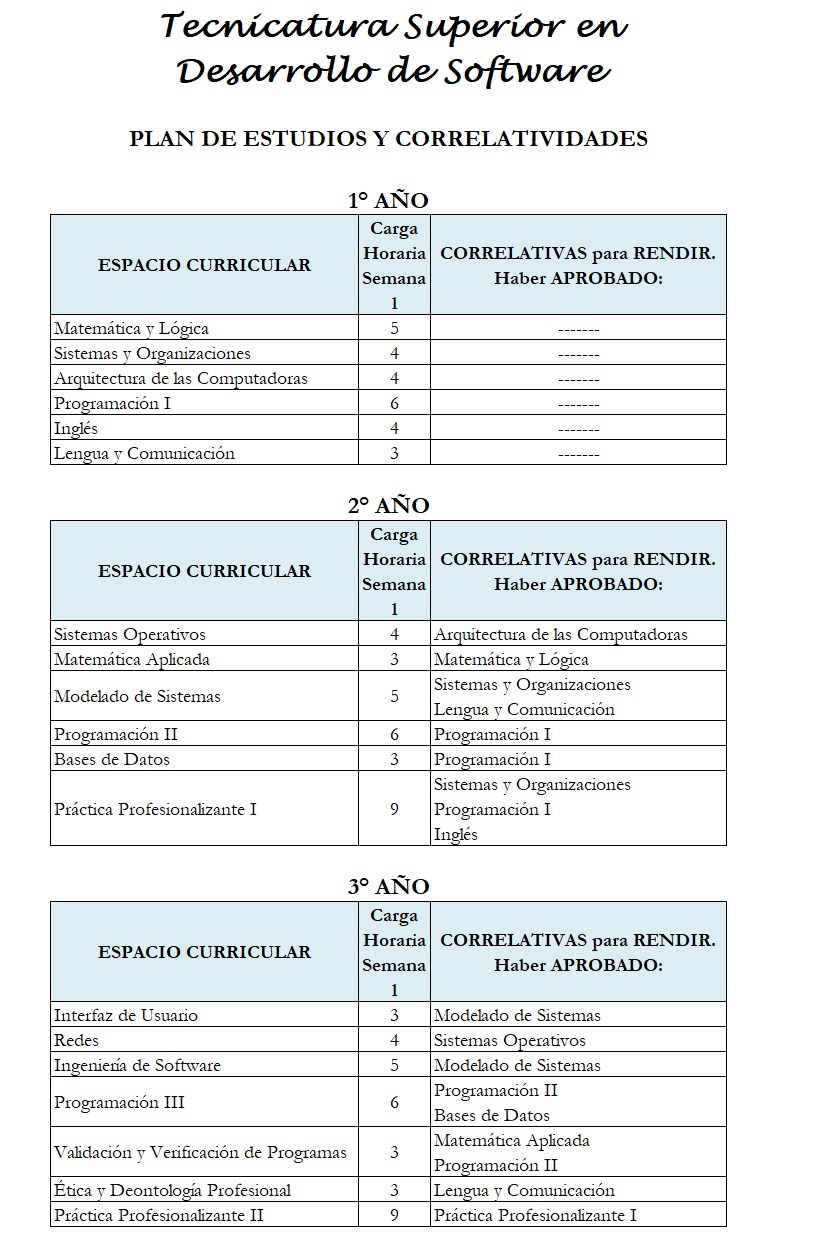 Tecnicatura Superior en
Desarrollo de Software
PLAN DE ESTUDIOS Y CORRELATIVIDADES
1° AÑO
ESPACIO CURRICULAR
Carga
Horaria
Semana
l
CORRELATIVAS para RENDIR.
Haber APROBADO:
Matemática y Lógica 5 -------
Sistemas y Organizaciones 4 -------
Arquitectura de las Computadoras 4 -------
Programación I 6 -------
Inglés 4 -------
Lengua y Comunicación 3 -------
2° AÑO
ESPACIO CURRICULAR
Carga
Horaria
Semana
l
CORRELATIVAS para RENDIR.
Haber APROBADO:
Sistemas Operativos 4 Arquitectura de las Computadoras
Matemática Aplicada 3 Matemática y Lógica
Modelado de Sistemas 5 Sistemas y Organizaciones
Lengua y Comunicación
Programación II 6 Programación I
Bases de Datos 3 Programación I
Práctica Profesionalizante I 9 Sistemas y Organizaciones
Programación I
Inglés
3° AÑO
ESPACIO CURRICULAR
Carga
Horaria
Semana
l
CORRELATIVAS para RENDIR.
Haber APROBADO:
Interfaz de Usuario 3 Modelado de Sistemas
Redes 4 Sistemas Operativos
Ingeniería de Software 5 Modelado de Sistemas
Programación III 6 Programación II
Bases de Datos
Validación y Verificación de Programas 3 Matemática Aplicada
Programación II
Ética y Deontología Profesional 3 Lengua y Comunicación
Práctica Profesionalizante II 9 Práctica Profesionalizante I